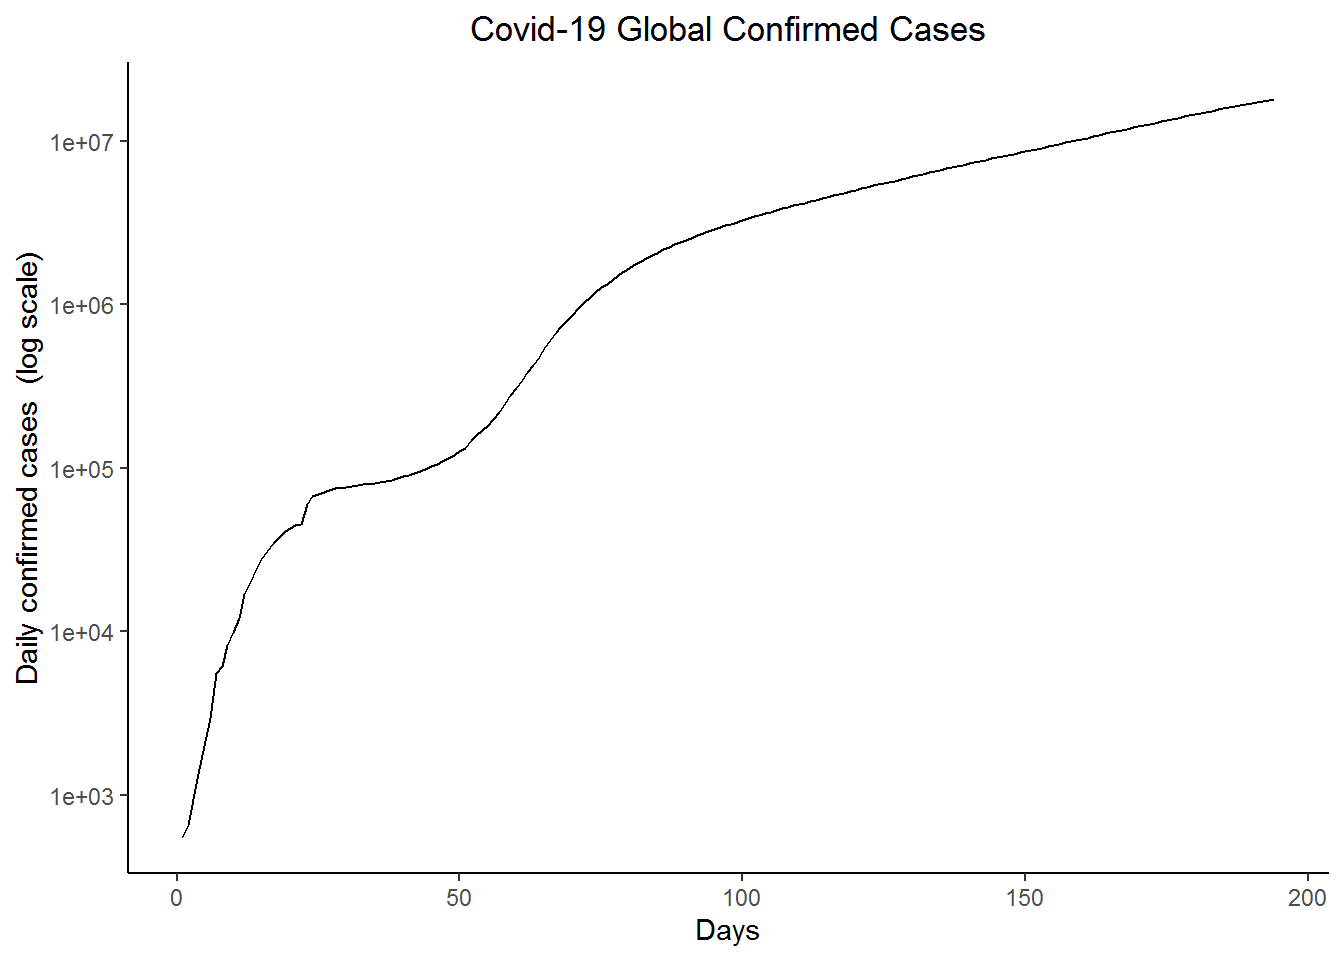 Covid-19 Global Confirmed Cases
Daily confirmed cases  (log scale)
1e+07
1e+06
1e+05
1e+04
1e+03
0
50
100
150
200
Days